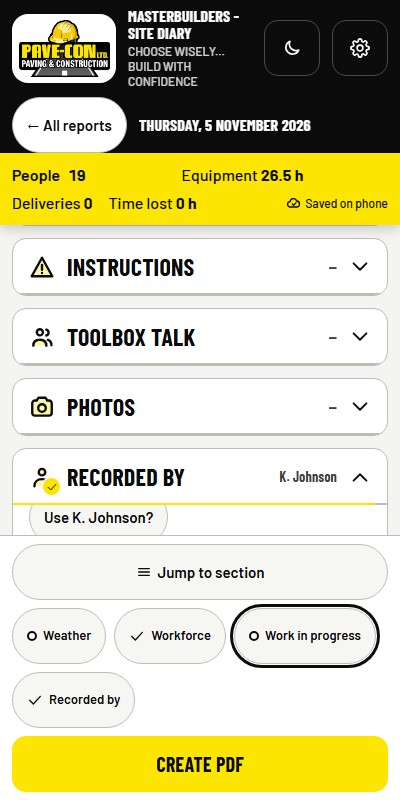 PAVE-CON LTD.
PAVING & CONSTRUCTION
MASTERBUILDERS -
SITE DIARY
CHOOSE WISELY...
BUILD WITH
CONFIDENCE
← All reports
THURSDAY, 5 NOVEMBER 2026
People 19
Equipment 26.5 h
Deliveries 0
Time lost 0 h
Saved on phone
INSTRUCTIONS –
TOOLBOX TALK –
PHOTOS –
RECORDED BY K. Johnson
Use K. Johnson?
Jump to section
Weather
Workforce
Work in progress
Recorded by
CREATE PDF